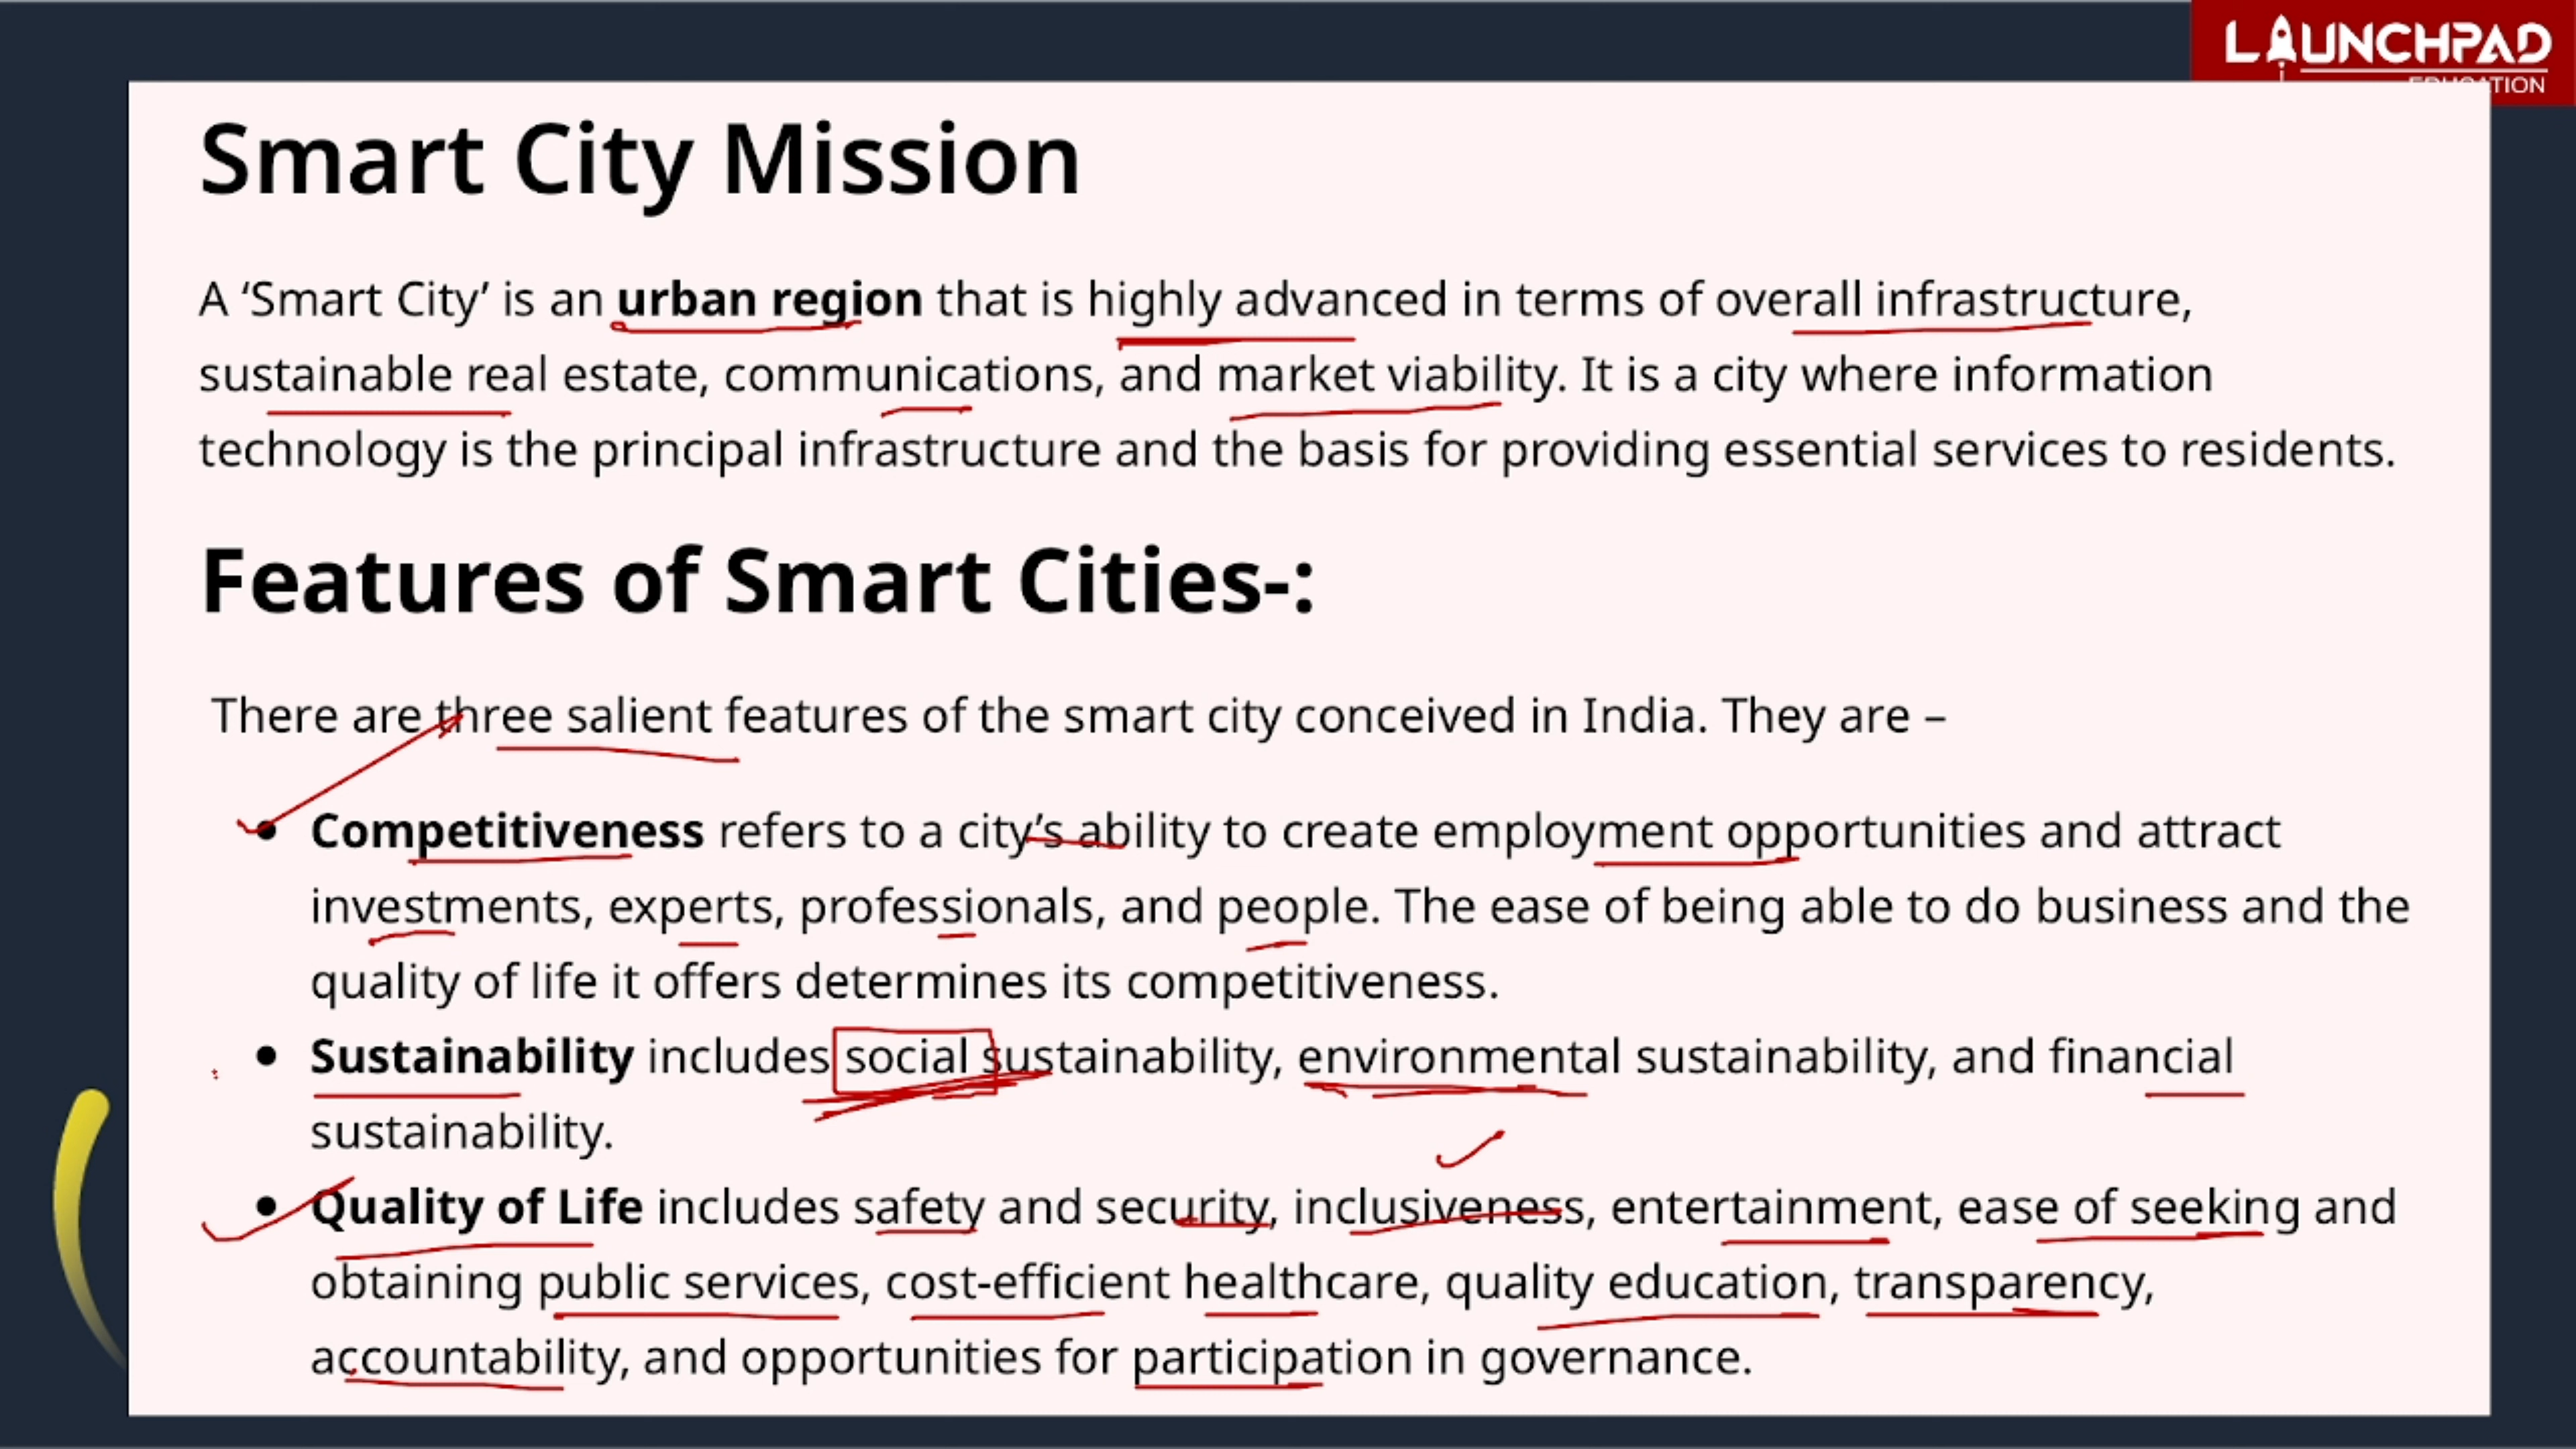 LAUNCHPAD
EDUCATION
Smart City Mission
A ‘Smart City’ is an urban region that is highly advanced in terms of overall infrastructure,
sustainable real estate, communications, and market viability. It is a city where information
technology is the principal infrastructure and the basis for providing essential services to residents.
Features of Smart Cities-:
There are three salient features of the smart city conceived in India. They are –
● Competitiveness refers to a city’s ability to create employment opportunities and attract
investments, experts, professionals, and people. The ease of being able to do business and the
quality of life it offers determines its competitiveness.
● Sustainability includes social sustainability, environmental sustainability, and financial
sustainability.
● Quality of Life includes safety and security, inclusiveness, entertainment, ease of seeking and
obtaining public services, cost-efficient healthcare, quality education, transparency,
accountability, and opportunities for participation in governance.